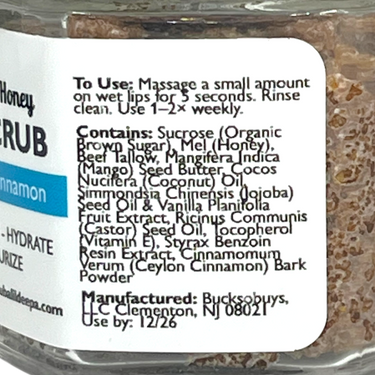 Honey
CRUB
nnamon
- HYDRATE
URIZE
To Use: Massage a small amount
on wet lips for 5 seconds. Rinse
clean. Use 1–2× weekly.
Contains: Sucrose (Organic
Brown Sugar), Mel (Honey),
Beef Tallow, Mangifera Indica
(Mango) Seed Butter, Cocos
Nucifera (Coconut) Oil,
Simmondsia Chinensis (Jojoba)
Seed Oil & Vanilla Planifolia
Fruit Extract, Ricinus Communis
(Castor) Seed Oil, Tocopherol
(Vitamin E), Styrax Benzoin
Resin Extract, Cinnamomum
Verum (Ceylon Cinnamon) Bark
Powder
Manufactured: Bucksobuys,
LLC Clementon, NJ 08021
Use by: 12/26